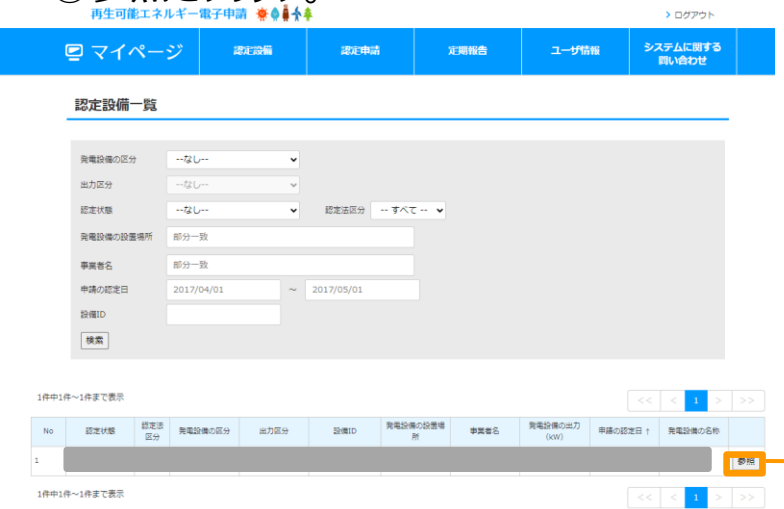 再生可能エネルギー電子申請
> ログアウト
マイページ 認定設備 認定申請 定期報告 ユーザ情報 システムに関する
問い合わせ
認定設備一覧
発電設備の区分 --なし--
出力区分 --なし--
認定状態 --なし-- 認定法区分 -- すべて --
発電設備の設置場所 部分一致
事業者名 部分一致
申請の認定日 2017/04/01 ～ 2017/05/01
設備ID
検索
1件中1件～1件まで表示 << < 1 > >>
No 認定状態 認定法区分 発電設備の区分 出力区分 設備ID 発電設備の設置場所 事業者名 発電設備の出力(kW) 申請の認定日 ↑ 発電設備の名称
1 参照
1件中1件～1件まで表示 << < 1 > >>